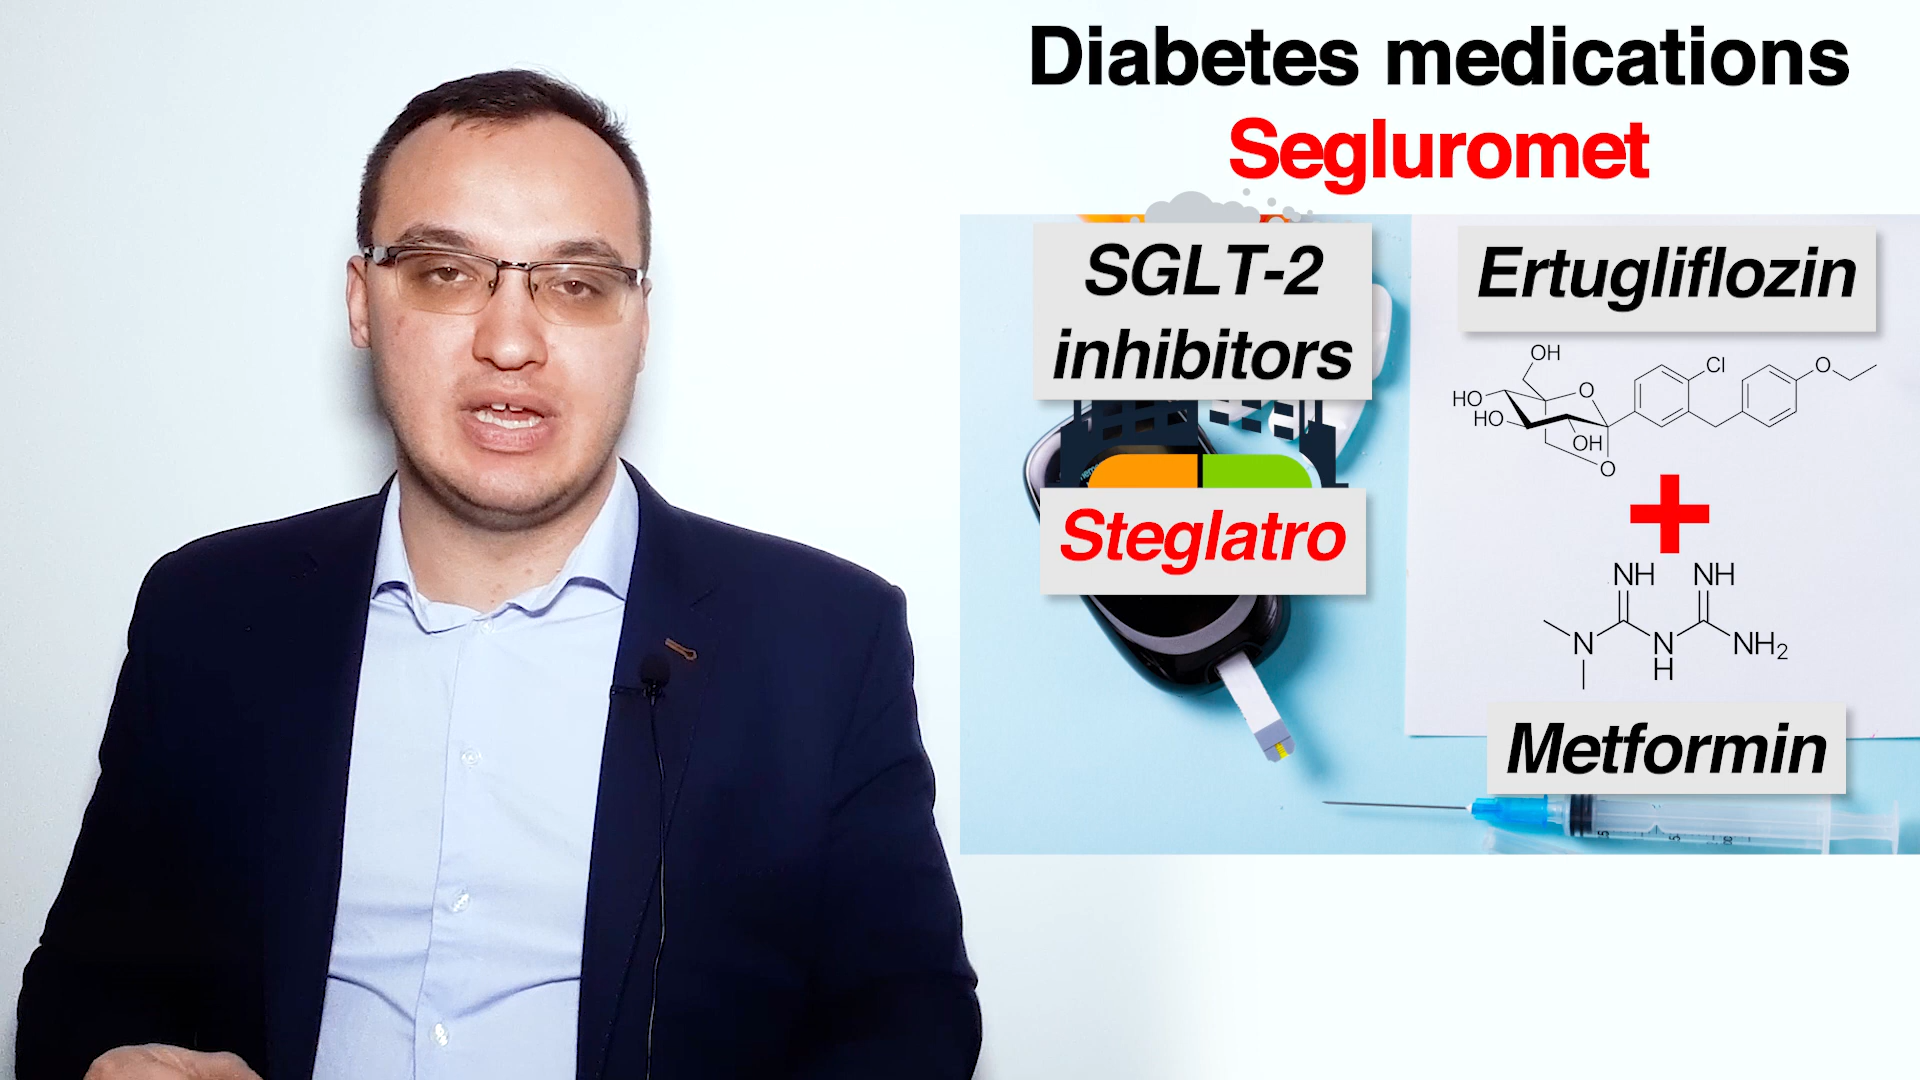 Diabetes medications
Segluromet
SGLT-2
inhibitors
Steglatro
Ertugliflozin
OH
HO
HO
O
OH
O
Cl
O
NH
NH
N
N
H
NH2
Metformin